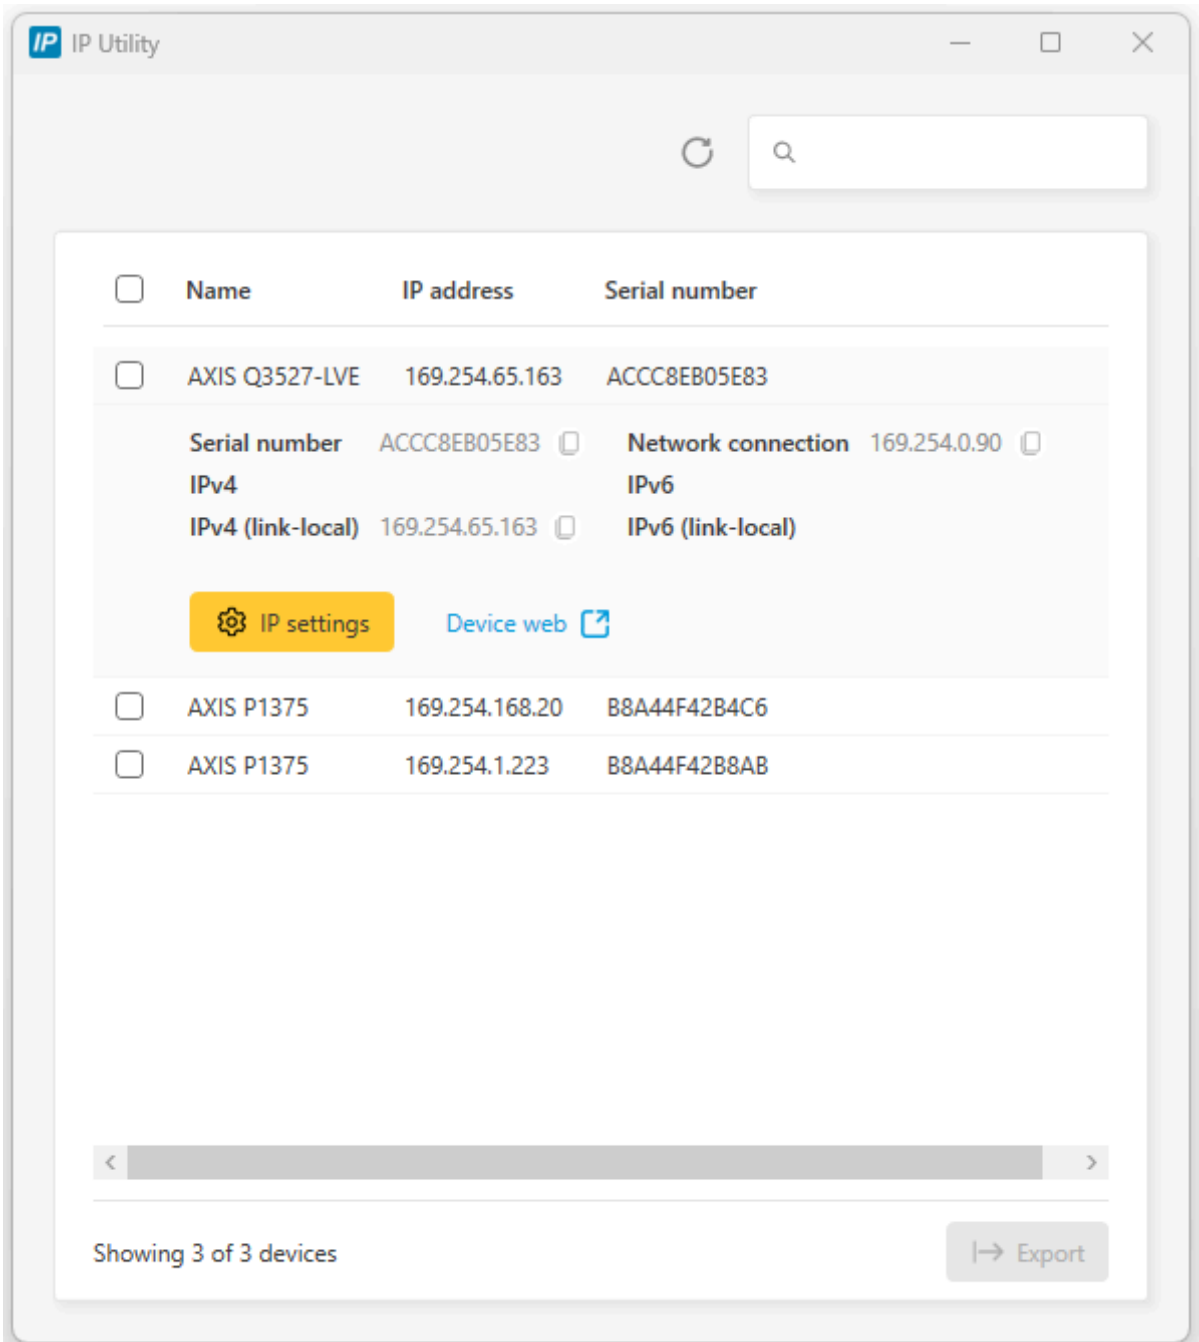 IP IP Utility
Name IP address Serial number
AXIS Q3527-LVE 169.254.65.163 ACCC8EB05E83
Serial number ACCC8EB05E83 Network connection 169.254.0.90
IPv4 IPv6
IPv4 (link-local) 169.254.65.163 IPv6 (link-local)
IP settings Device web
AXIS P1375 169.254.168.20 B8A44F42B4C6
AXIS P1375 169.254.1.223 B8A44F42B8AB
Showing 3 of 3 devices Export